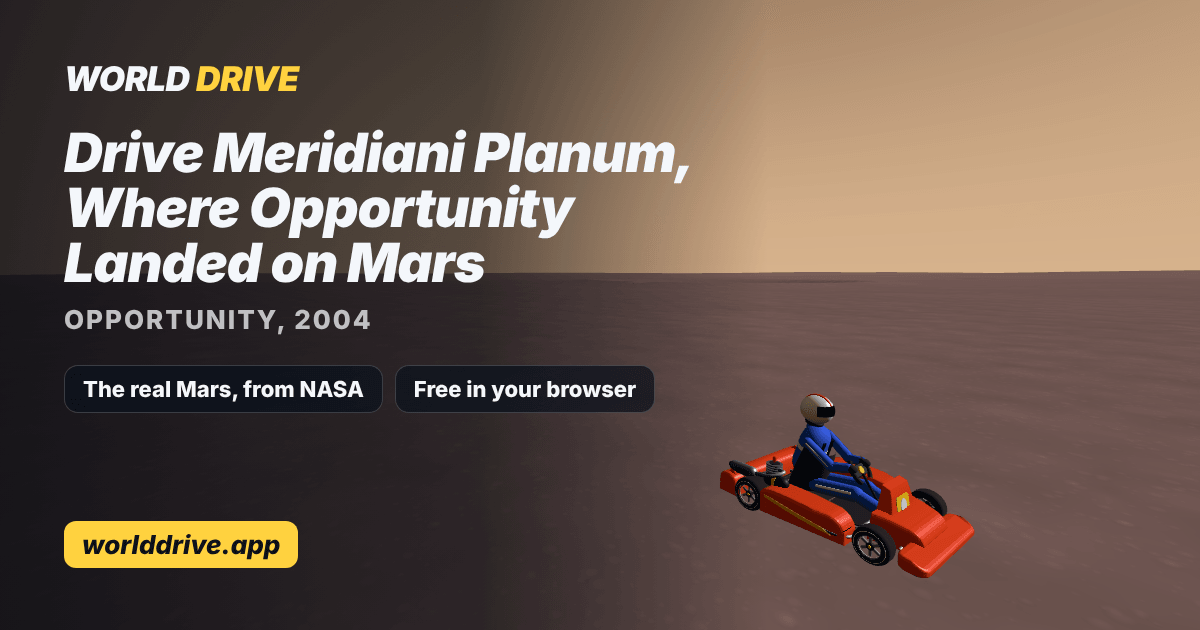 WORLD DRIVE
Drive Meridiani Planum,
Where Opportunity
Landed on Mars
OPPORTUNITY, 2004
The real Mars, from NASA
Free in your browser
worlddrive.app